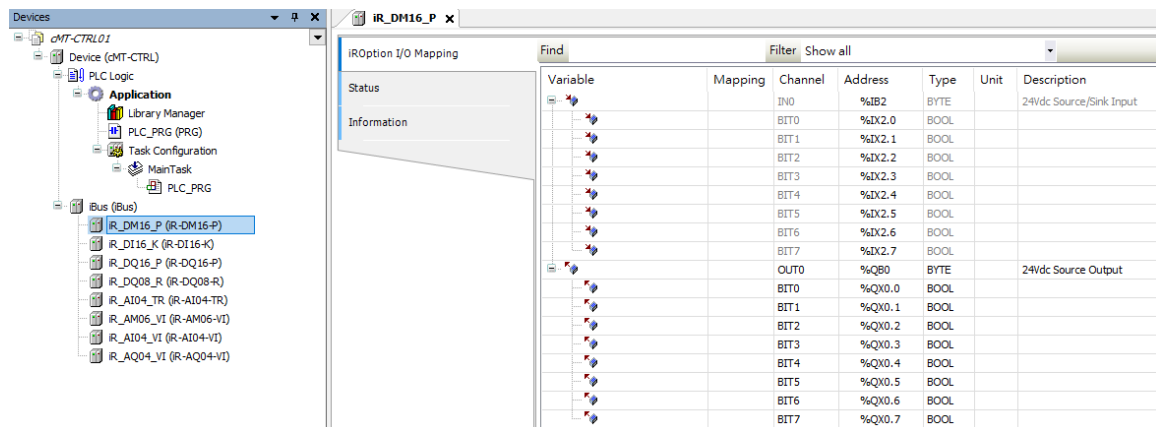 Devices
cMT-CTRL01
Device (cMT-CTRL)
PLC Logic
Application
Library Manager
PLC_PRG (PRG)
Task Configuration
MainTask
PLC_PRG
iBus (iBus)
iR_DM16_P (iR-DM16-P)
iR_DI16_K (iR-DI16-K)
iR_DQ16_P (iR-DQ16-P)
iR_DQ08_R (iR-DQ08-R)
iR_AI04_TR (iR-AI04-TR)
iR_AM06_VI (iR-AM06-VI)
iR_AI04_VI (iR-AI04-VI)
iR_AQ04_VI (iR-AQ04-VI)
iR_DM16_P x
iROption I/O Mapping
Status
Information
Find Filter Show all
Variable Mapping Channel Address Type Unit Description
IN0 %IB2 BYTE 24Vdc Source/Sink Input
BIT0 %IX2.0 BOOL
BIT1 %IX2.1 BOOL
BIT2 %IX2.2 BOOL
BIT3 %IX2.3 BOOL
BIT4 %IX2.4 BOOL
BIT5 %IX2.5 BOOL
BIT6 %IX2.6 BOOL
BIT7 %IX2.7 BOOL
OUT0 %QB0 BYTE 24Vdc Source Output
BIT0 %QX0.0 BOOL
BIT1 %QX0.1 BOOL
BIT2 %QX0.2 BOOL
BIT3 %QX0.3 BOOL
BIT4 %QX0.4 BOOL
BIT5 %QX0.5 BOOL
BIT6 %QX0.6 BOOL
BIT7 %QX0.7 BOOL